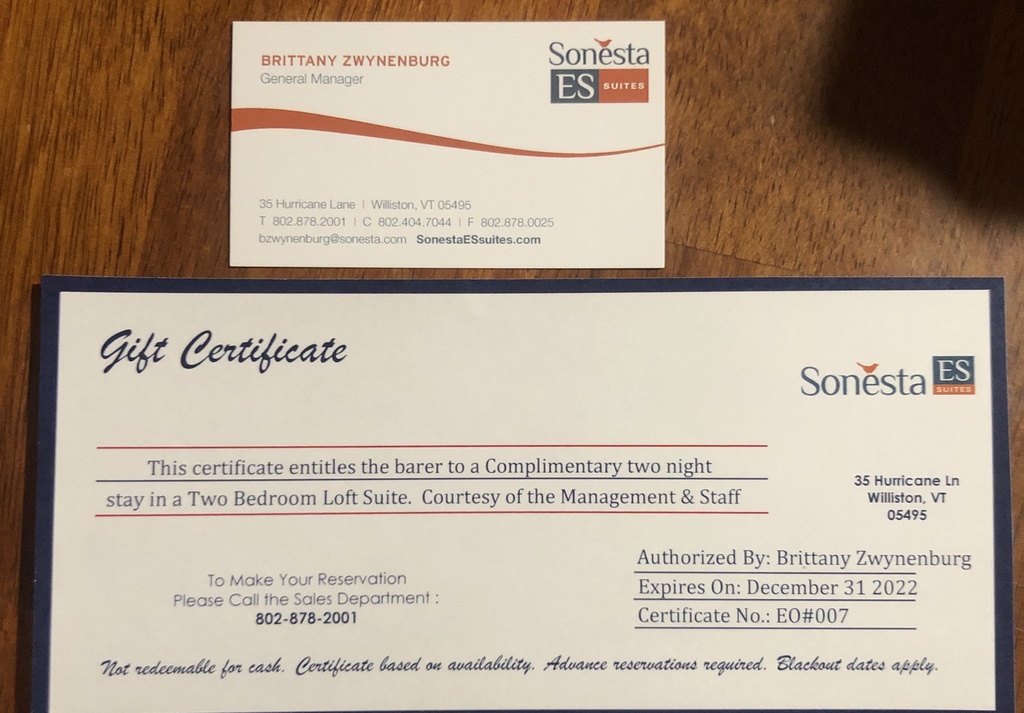 BRITTANY ZWYNENBURG
General Manager
Sonesta
ES SUITES
35 Hurricane Lane | Williston, VT 05495
T 802.878.2001 | C 802.404.7044 | F 802.878.0025
bzwynenburg@sonesta.com SonestaESsuites.com
Gift Certificate
Sonesta ES SUITES
This certificate entitles the barer to a Complimentary two night
stay in a Two Bedroom Loft Suite. Courtesy of the Management & Staff
35 Hurricane Ln
Williston, VT
05495
To Make Your Reservation
Please Call the Sales Department :
802-878-2001
Authorized By: Brittany Zwynenburg
Expires On: December 31 2022
Certificate No.: EO#007
Not redeemable for cash. Certificate based on availability. Advance reservations required. Blackout dates apply.